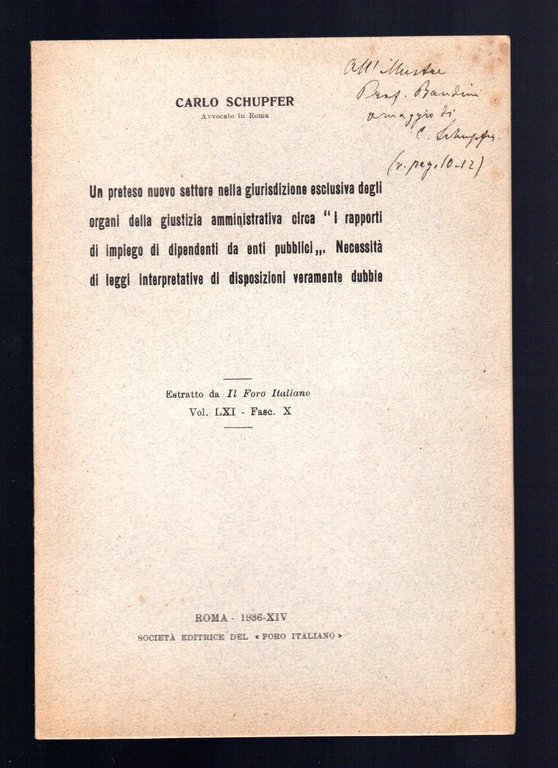 All'Illustre
Prof. Bandini
omaggio di
C. Schupfer.
(v. pag. 10-12)
CARLO SCHUPFER
Avvocato in Roma
Un preteso nuovo settore nella giurisdizione esclusiva degli
organi della giustizia amministrativa circa “ i rapporti
di impiego di dipendenti da enti pubblici „. Necessità
di leggi interpretative di disposizioni veramente dubbie
Estratto da Il Foro Italiano
Vol. LXI - Fasc. X
ROMA - 1936-XIV
SOCIETÀ EDITRICE DEL « FORO ITALIANO »